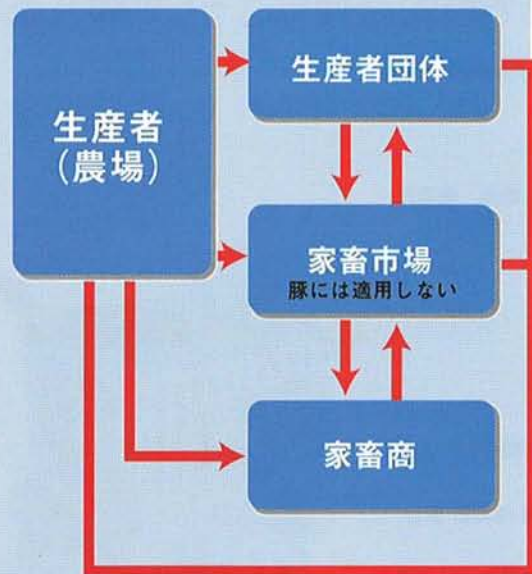 生産者
(農場)
生産者団体
家畜市場
豚には適用しない
家畜商